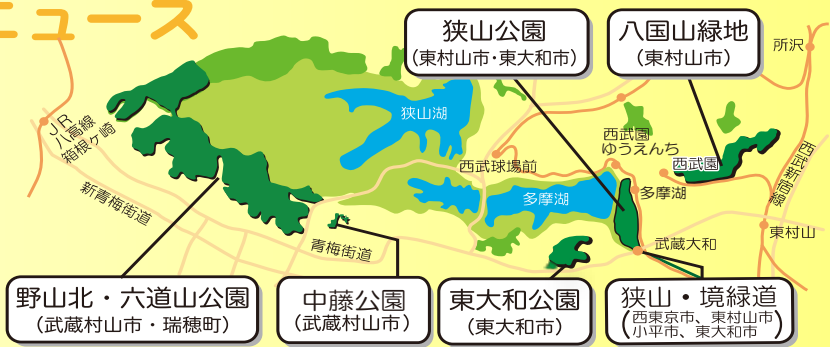 ニュース
狭山公園
(東村山市・東大和市)
八国山緑地
(東村山市)
所沢
狭山湖
JR
八高線
箱根ヶ崎
西武園
ゆうえんち
西武球場前
西武園
西武新宿線
新青梅街道
多摩湖
多摩湖
東村山
青梅街道
武蔵大和
野山北・六道山公園
(武蔵村山市・瑞穂町)
中藤公園
(武蔵村山市)
東大和公園
(東大和市)
狭山・境緑道
(西東京市、東村山市
小平市、東大和市)